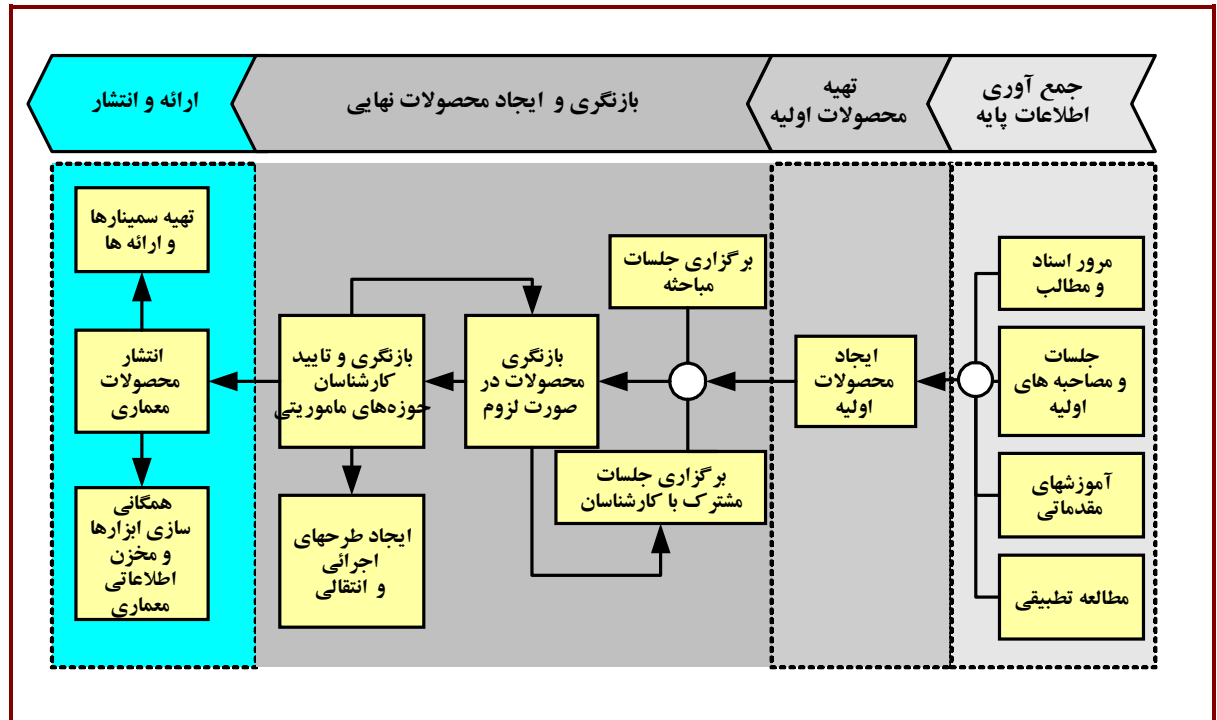 جمع آوری
اطلاعات پایه
تهیه
محصولات اولیه
بازنگری و ایجاد محصولات نهایی
ارائه و انتشار
مرور اسناد
و مطالب
جلسات
و مصاحبه های
اولیه
آموزشهای
مقدماتی
مطالعه تطبیقی
ایجاد
محصولات
اولیه
برگزاری جلسات
مباحثه
برگزاری جلسات
مشترک با کارشناسان
بازنگری
محصولات در
صورت لزوم
بازنگری و تایید
کارشناسان
حوزه‌های ماموریتی
ایجاد طرحهای
اجرائی
و انتقالی
تهیه سمینارها
و ارائه ها
انتشار
محصولات
معماری
همگانی
سازی ابزارها
و مخزن
اطلاعاتی
معماری